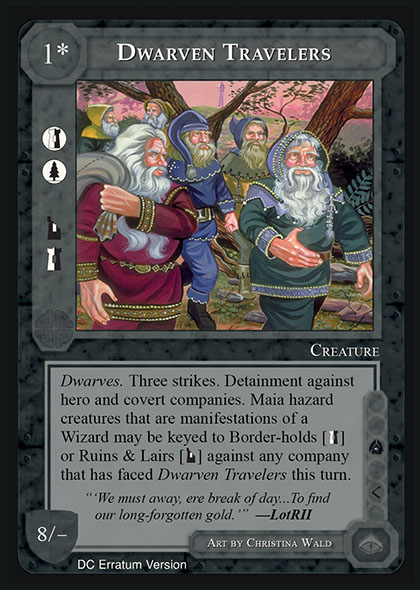 1*
DWARVEN TRAVELERS
CREATURE
Dwarves. Three strikes. Detainment against
hero and covert companies. Maia hazard
creatures that are manifestations of a
Wizard may be keyed to Border-holds [ ]
or Ruins & Lairs [ ] against any company
that has faced Dwarven Travelers this turn.
“‘We must away, ere break of day...To find
our long-forgotten gold.’” —LotRII
8/–
ART BY CHRISTINA WALD
DC Erratum Version